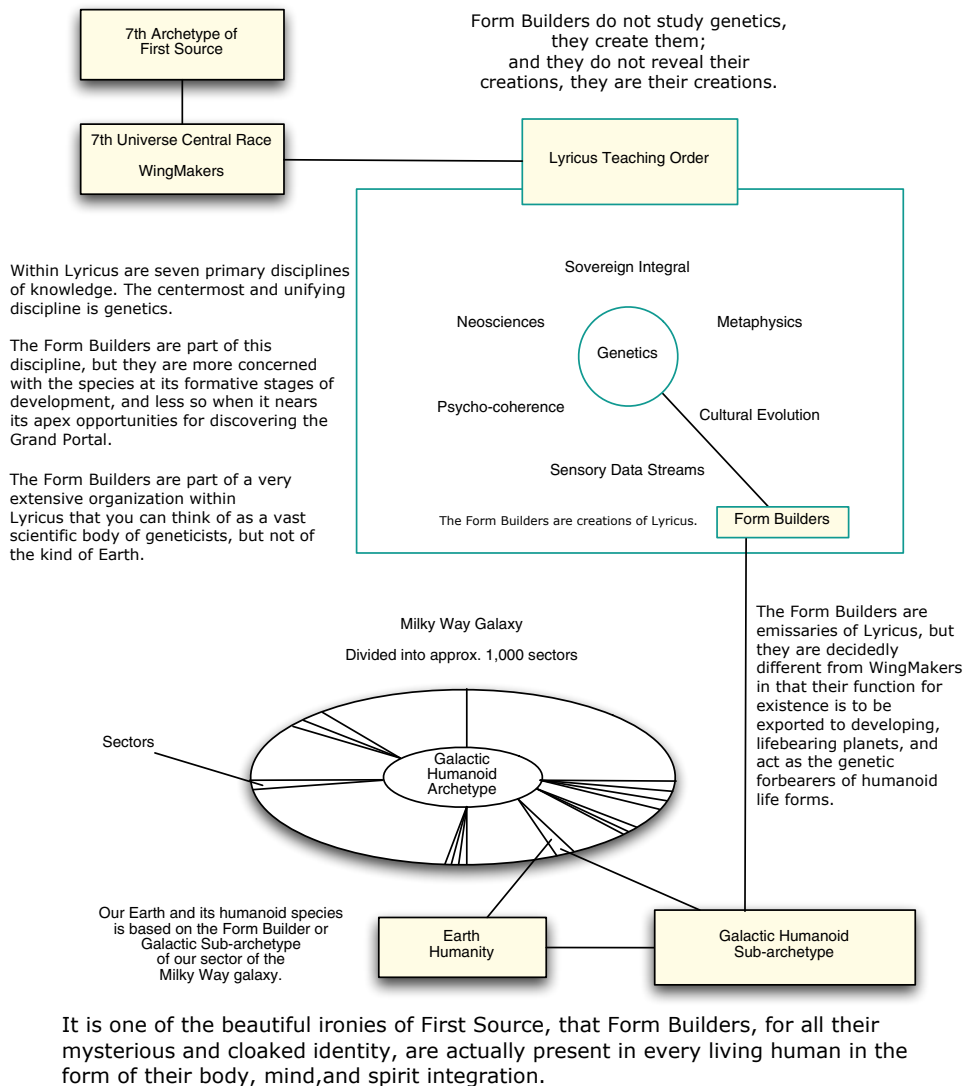 7th Archetype of
First Source
Form Builders do not study genetics,
they create them;
and they do not reveal their
creations, they are their creations.
7th Universe Central Race
WingMakers
Lyricus Teaching Order
Within Lyricus are seven primary disciplines
of knowledge. The centermost and unifying
discipline is genetics.
The Form Builders are part of this
discipline, but they are more concerned
with the species at its formative stages of
development, and less so when it nears
its apex opportunities for discovering the
Grand Portal.
The Form Builders are part of a very
extensive organization within
Lyricus that you can think of as a vast
scientific body of geneticists, but not of
the kind of Earth.
Sovereign Integral
Neosciences
Metaphysics
Genetics
Psycho-coherence
Cultural Evolution
Sensory Data Streams
The Form Builders are creations of Lyricus.
Form Builders
The Form Builders are
emissaries of Lyricus, but
they are decidedly
different from WingMakers
in that their function for
existence is to be
exported to developing,
lifebearing planets, and
act as the genetic
forbearers of humanoid
life forms.
Milky Way Galaxy
Divided into approx. 1,000 sectors
Sectors
Galactic
Humanoid
Archetype
Our Earth and its humanoid species
is based on the Form Builder or
Galactic Sub-archetype
of our sector of the
Milky Way galaxy.
Earth
Humanity
Galactic Humanoid
Sub-archetype
It is one of the beautiful ironies of First Source, that Form Builders, for all their
mysterious and cloaked identity, are actually present in every living human in the
form of their body, mind,and spirit integration.